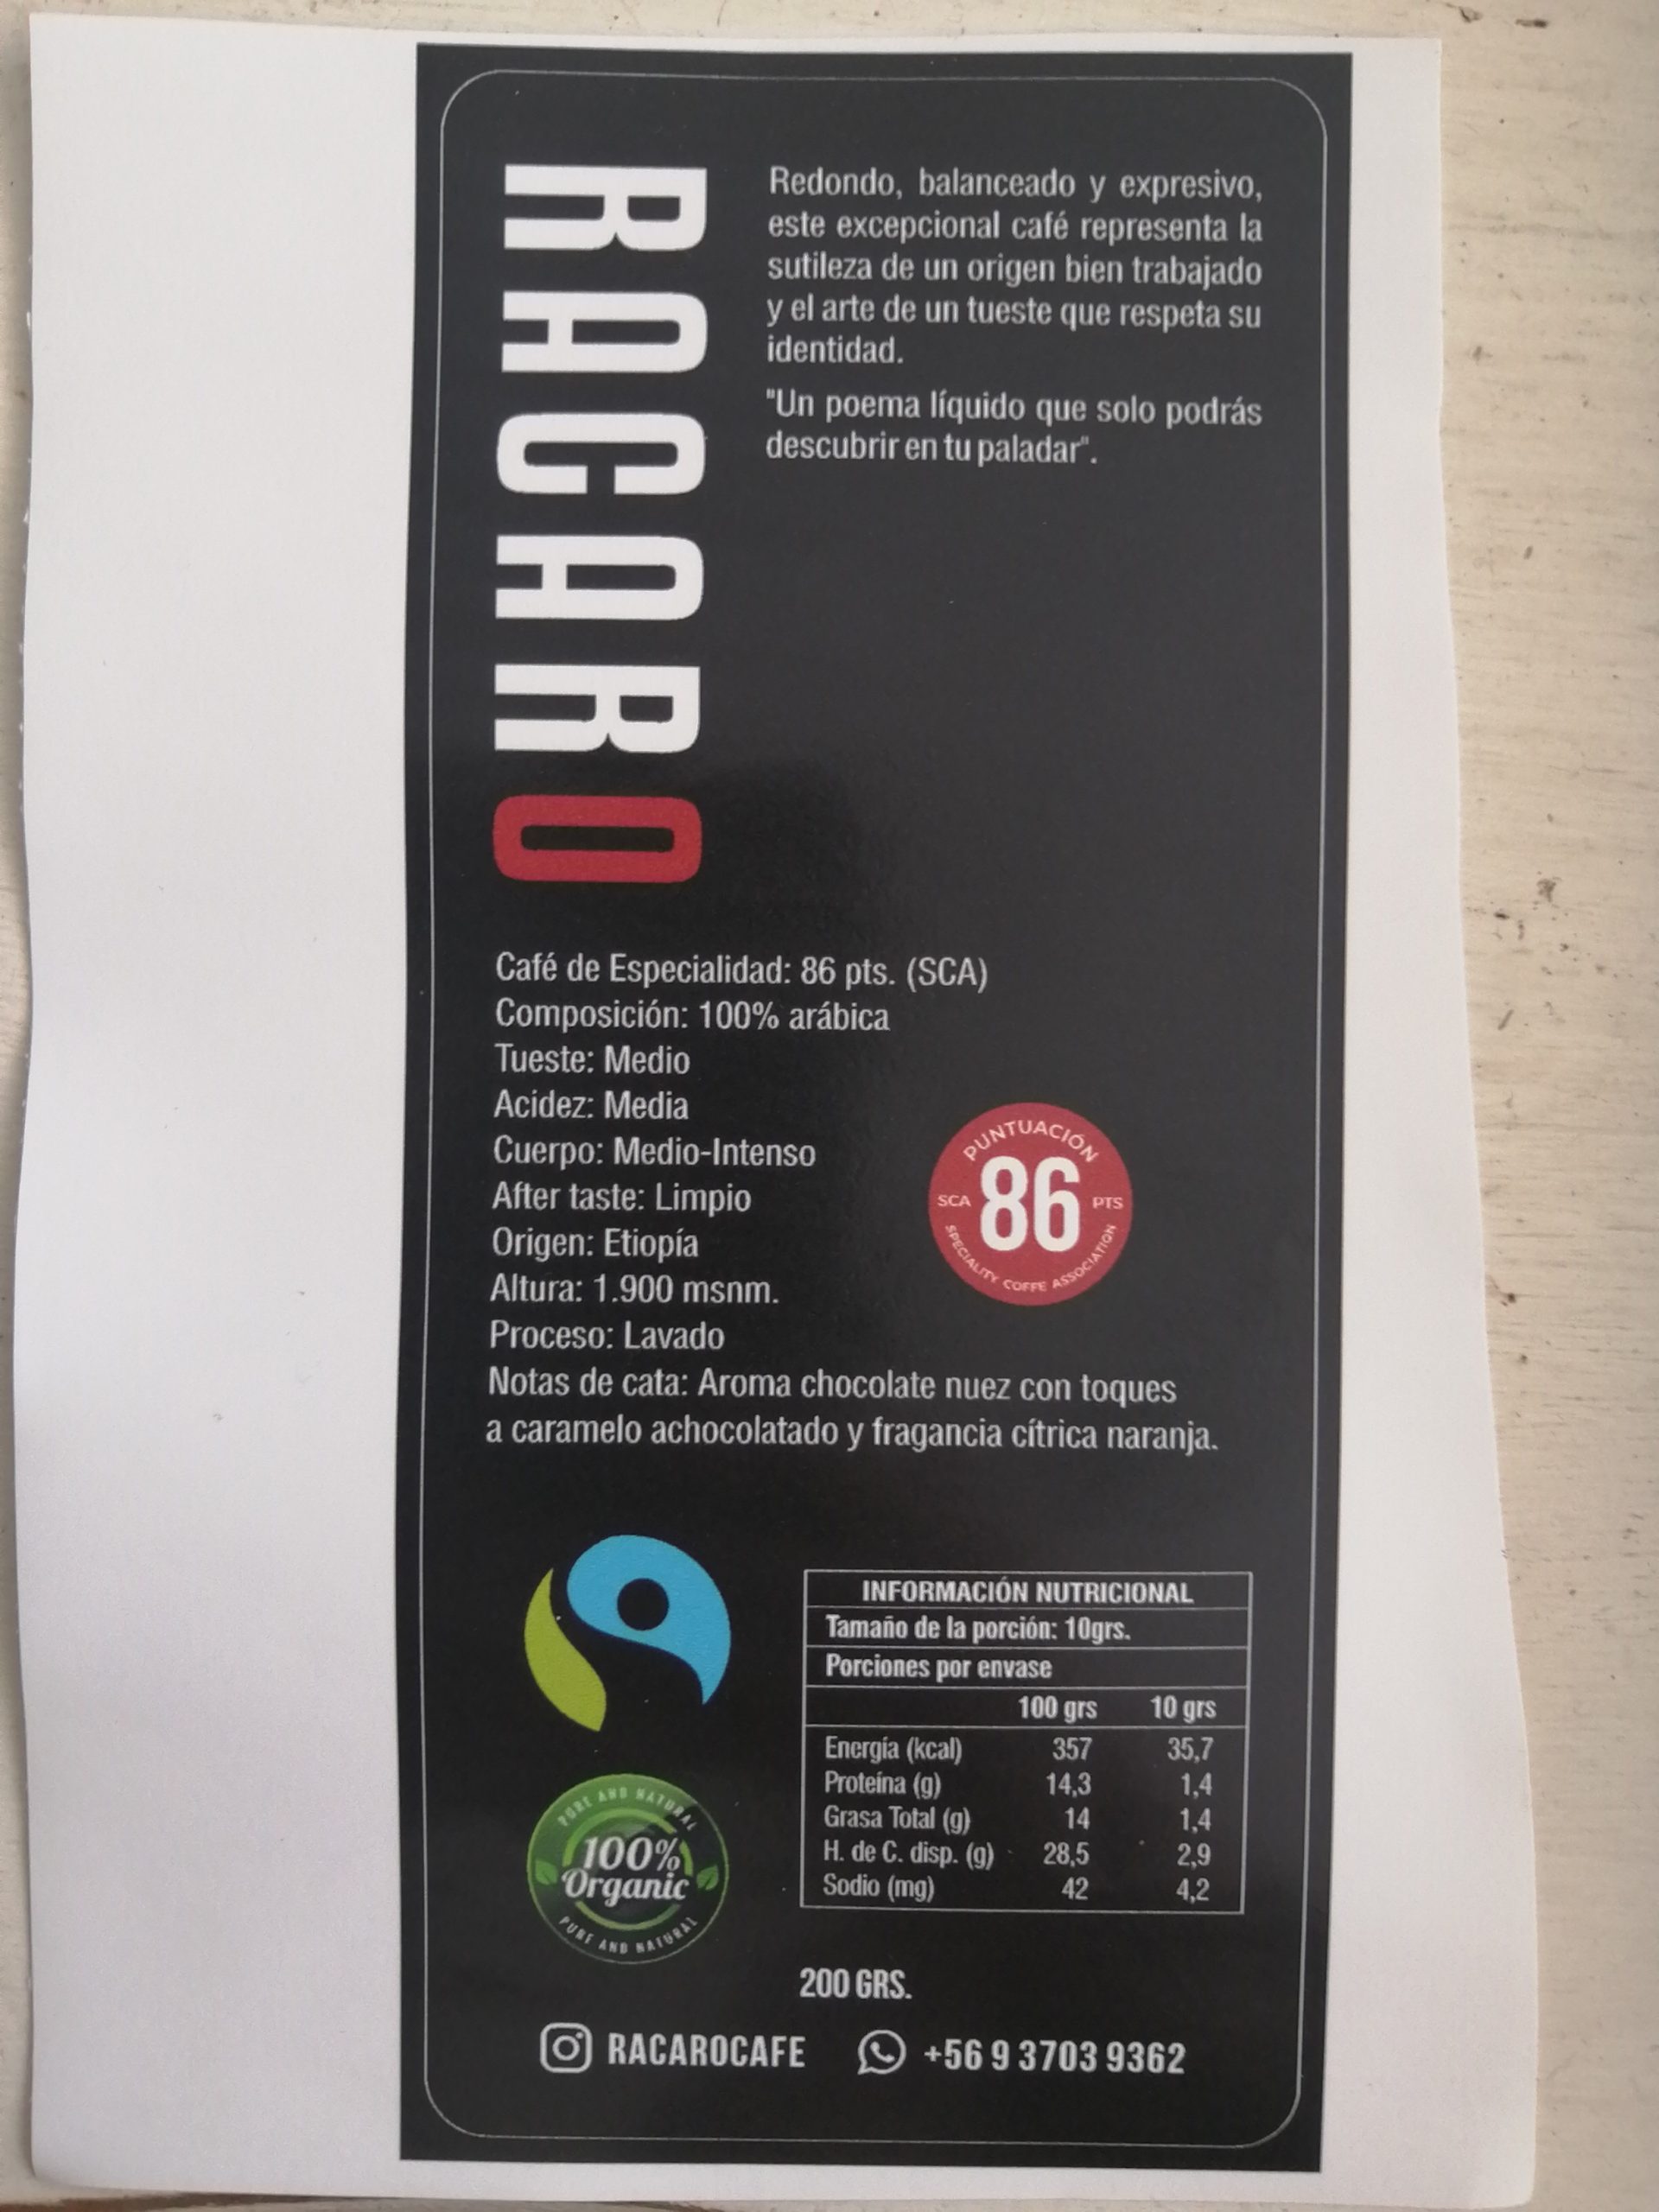 RACARO
Redondo, balanceado y expresivo,
este excepcional café representa la
sutileza de un origen bien trabajado
y el arte de un tueste que respeta su
identidad.
"Un poema líquido que solo podrás
descubrir en tu paladar".
Café de Especialidad: 86 pts. (SCA)
Composición: 100% arábica
Tueste: Medio
Acidez: Media
Cuerpo: Medio-Intenso
After taste: Limpio
Origen: Etiopía
Altura: 1.900 msnm.
Proceso: Lavado
Notas de cata: Aroma chocolate nuez con toques
a caramelo achocolatado y fragancia cítrica naranja.
PUNTUACIÓN
SCA 86 PTS
SPECIALITY COFFE ASSOCIATION
INFORMACIÓN NUTRICIONAL
Tamaño de la porción: 10grs.
Porciones por envase
100 grs 10 grs
Energía (kcal) 357 35,7
Proteína (g) 14,3 1,4
Grasa Total (g) 14 1,4
H. de C. disp. (g) 28,5 2,9
Sodio (mg) 42 4,2
PURE AND NATURAL
100%
Organic
PURE AND NATURAL
200 GRS.
RACAROCAFE +56 9 3703 9362